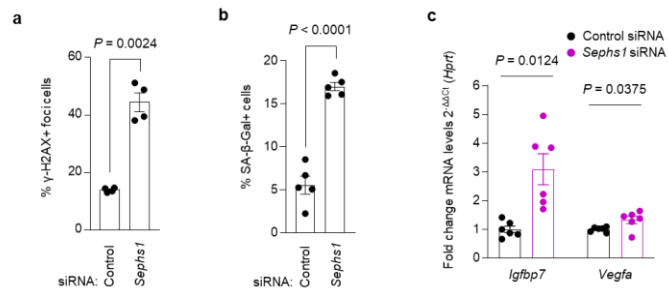 a
P = 0.0024
% γ-H2AX+ foci cells
60
40
20
0
siRNA:
Control
Sephs1
b
P < 0.0001
% SA-β-Gal+ cells
20
15
10
5
0
siRNA:
Control
Sephs1
c
Control siRNA
Sephs1 siRNA
P = 0.0124
P = 0.0375
Fold change mRNA levels 2^-ΔΔCt (Hprt)
6
5
4
3
2
1
0
Igfbp7
Vegfa